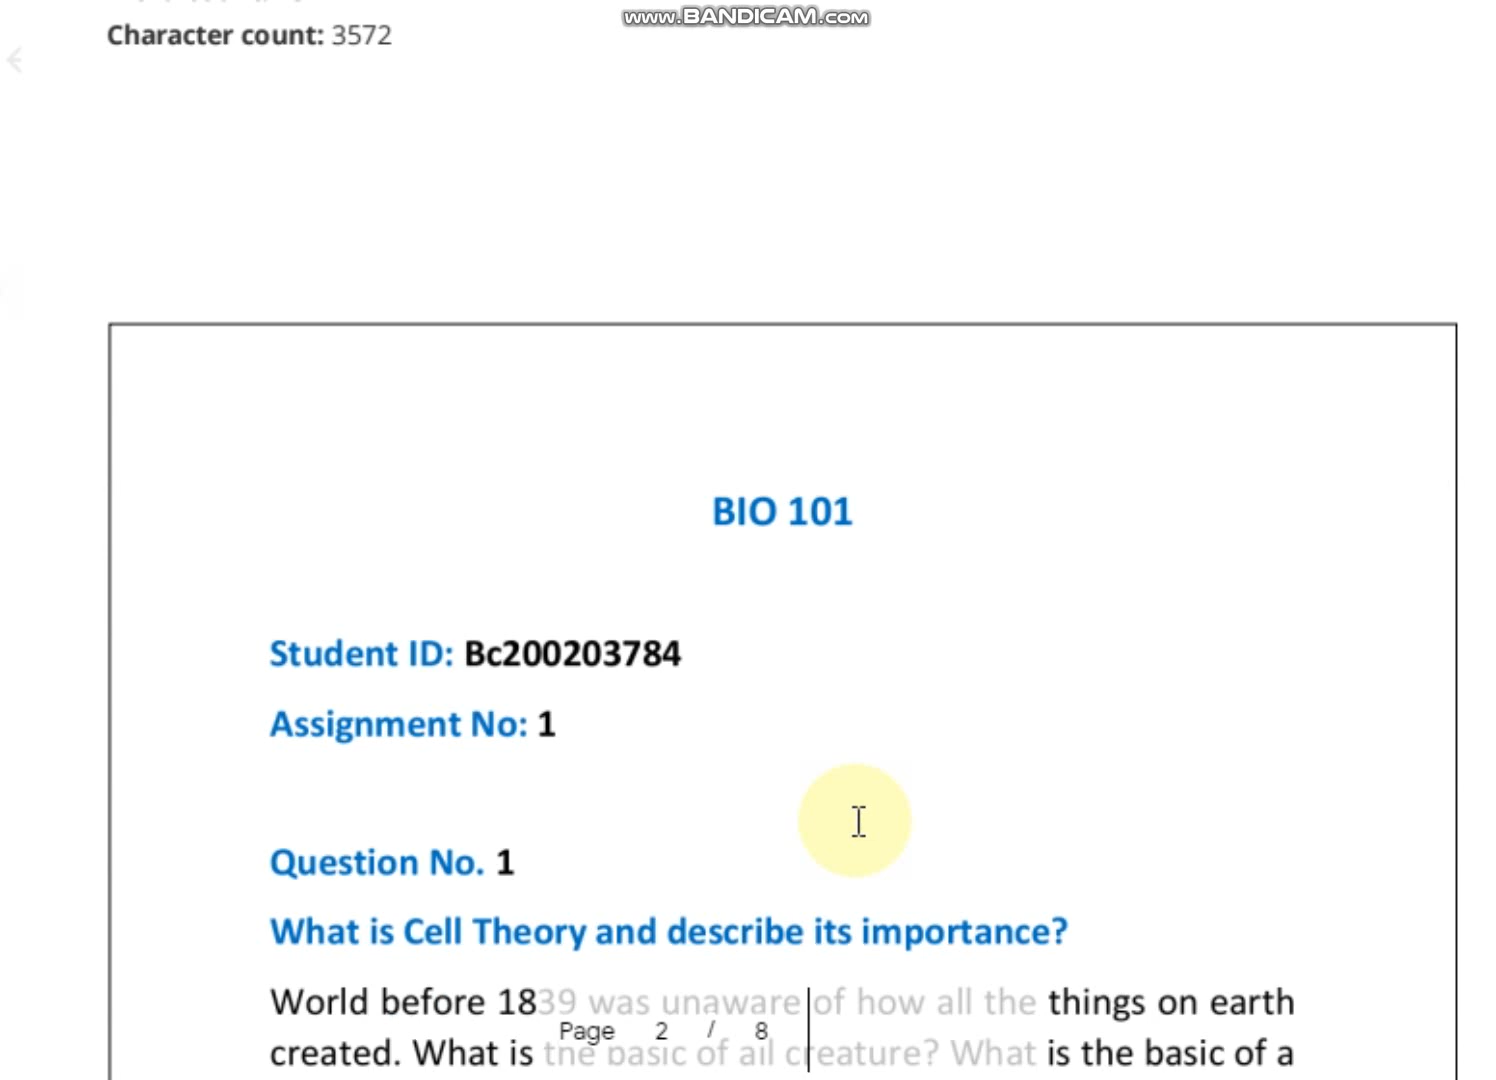 www.BANDICAM.com
Character count: 3572
BIO 101
Student ID: Bc200203784
Assignment No: 1
Question No. 1
What is Cell Theory and describe its importance?
World before 1839 was unaware of how all the things on earth
Page 2 / 8
created. What is the basic of all creature? What is the basic of a